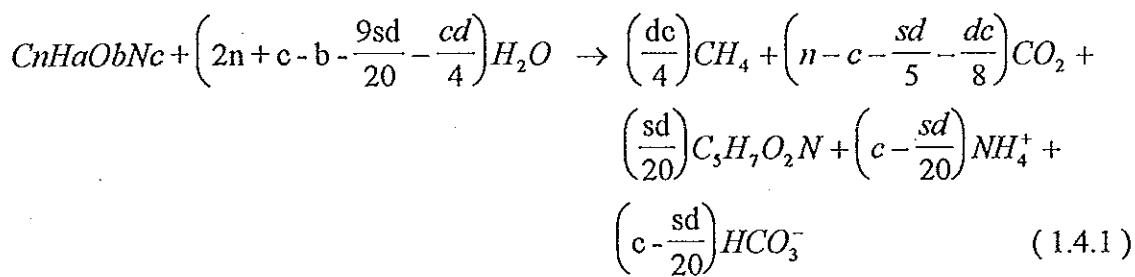 CnHaObNc + (2n + c - b - 9sd/20 - cd/4) H₂O → (dc/4) CH₄ + (n - c - sd/5 - dc/8) CO₂ +
(sd/20) C₅H₇O₂N + (c - sd/20) NH₄⁺ +
(c - sd/20) HCO₃⁻ (1.4.1)